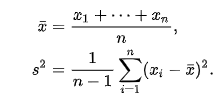 x̄ = (x₁ + ⋯ + xₙ) / n,
s² = 1 / (n − 1) ∑ᵢ₌₁ⁿ (xᵢ − x̄)².